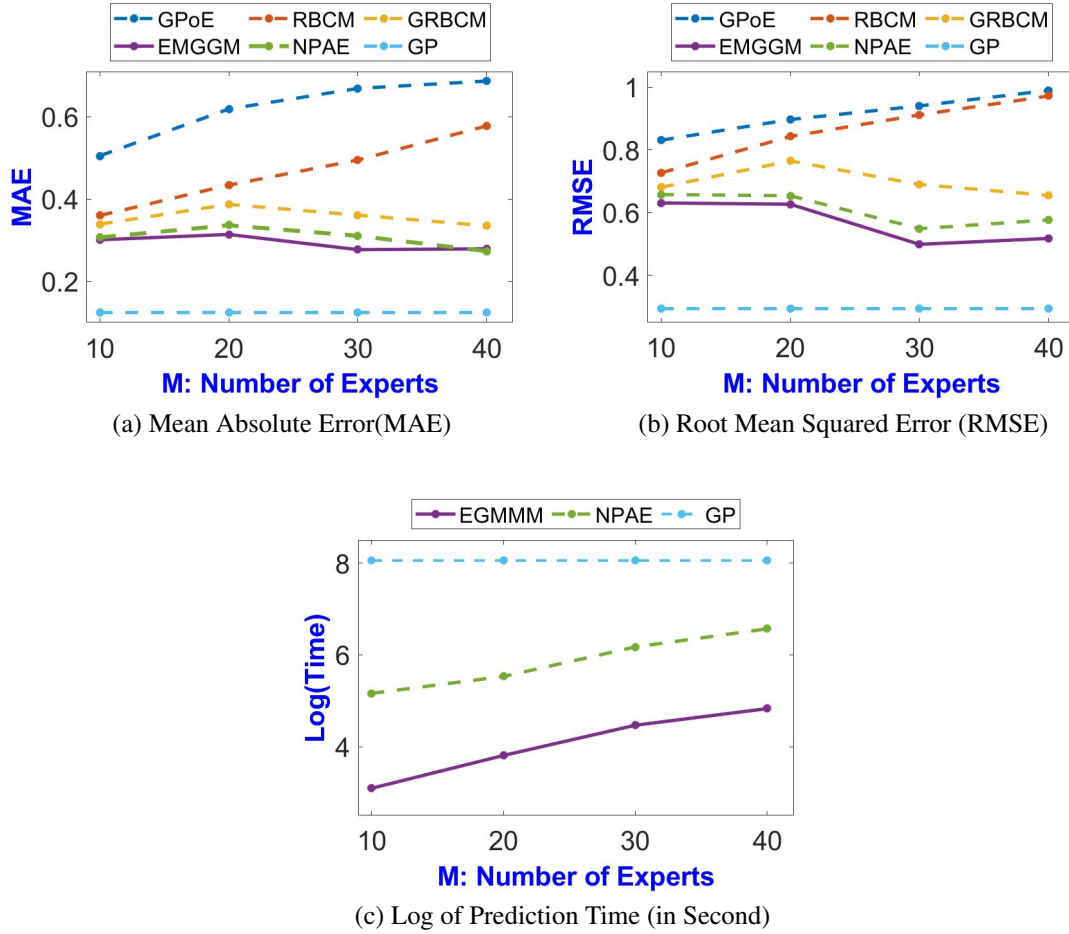 GPoE RBCM GRBCM
EMGGM NPAE GP
0.6
0.4
0.2
MAE
10 20 30 40
M: Number of Experts
(a) Mean Absolute Error(MAE)
GPoE RBCM GRBCM
EMGGM NPAE GP
1
0.8
0.6
0.4
RMSE
10 20 30 40
M: Number of Experts
(b) Root Mean Squared Error (RMSE)
EGMMM NPAE GP
8
6
4
Log(Time)
10 20 30 40
M: Number of Experts
(c) Log of Prediction Time (in Second)